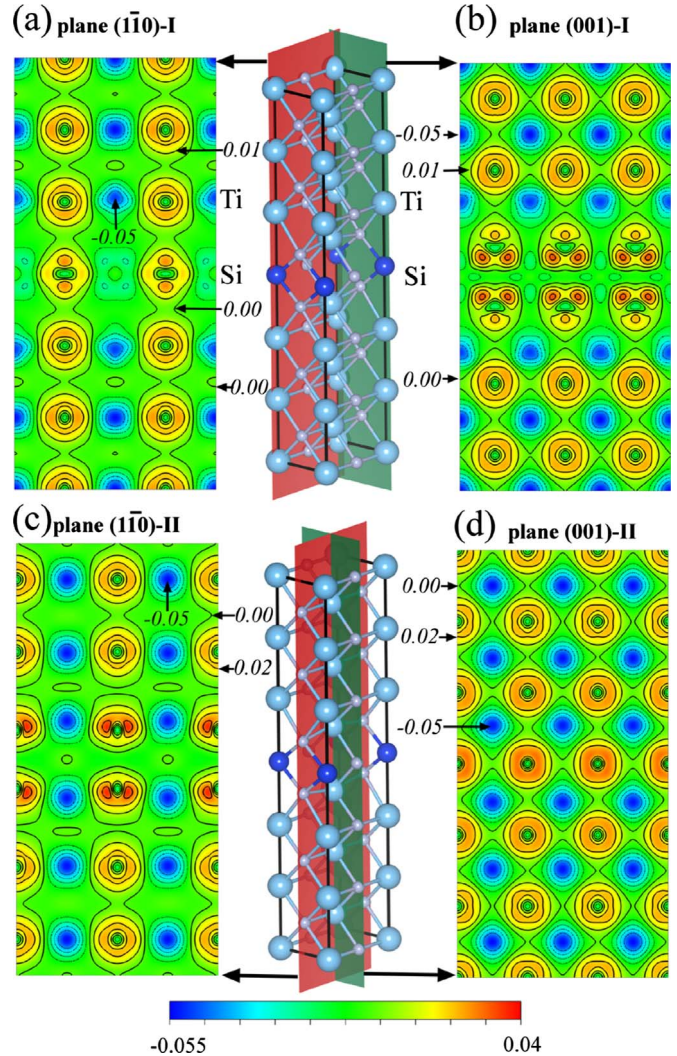 (a) plane (11̄0)-I
(b) plane (001)-I
-0.05
0.01
0.01
Ti
Ti
-0.05
Si
Si
0.00
0.00
0.00
(c) plane (11̄0)-II
(d) plane (001)-II
0.00
-0.05
0.00
0.02
0.02
-0.05
-0.055
0.04